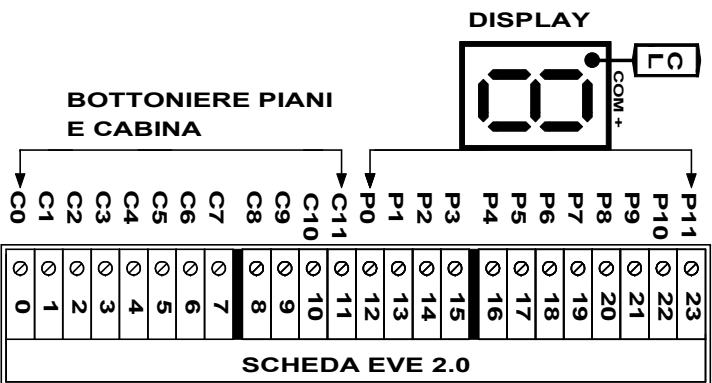 DISPLAY
CL
COM +
BOTTONIERE PIANI
E CABINA
C0 C1 C2 C3 C4 C5 C6 C7 C8 C9 C10 C11 P0 P1 P2 P3 P4 P5 P6 P7 P8 P9 P10 P11
0 1 2 3 4 5 6 7 8 9 10 11 12 13 14 15 16 17 18 19 20 21 22 23
SCHEDA EVE 2.0